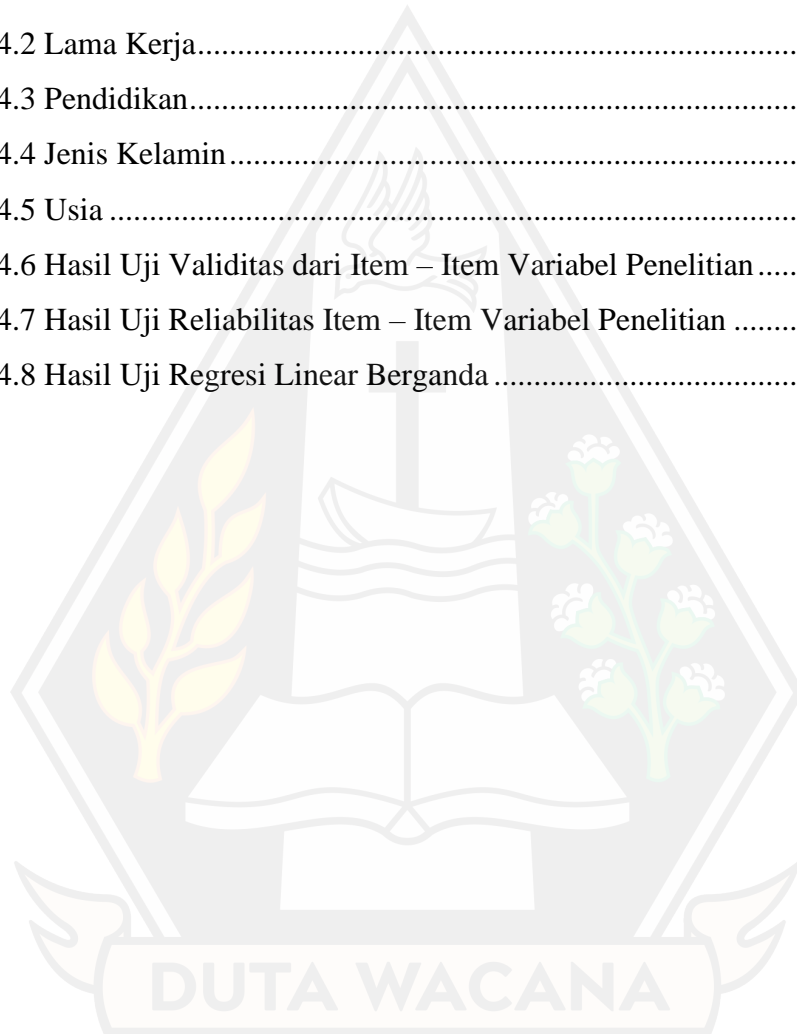 4.2 Lama Kerja..........................................................................
4.3 Pendidikan...........................................................................
4.4 Jenis Kelamin......................................................................
4.5 Usia .....................................................................................
4.6 Hasil Uji Validitas dari Item – Item Variabel Penelitian.....
4.7 Hasil Uji Reliabilitas Item – Item Variabel Penelitian ........
4.8 Hasil Uji Regresi Linear Berganda.....................................
DUTA WACANA